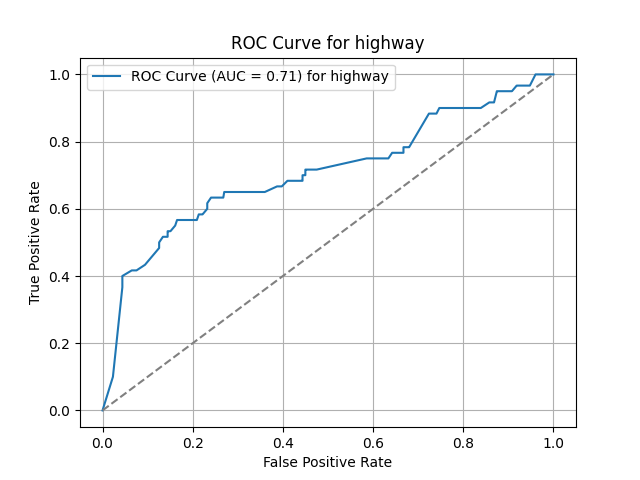 ROC Curve for highway
ROC Curve (AUC = 0.71) for highway
True Positive Rate
1.0
0.8
0.6
0.4
0.2
0.0
0.0 0.2 0.4 0.6 0.8 1.0
False Positive Rate